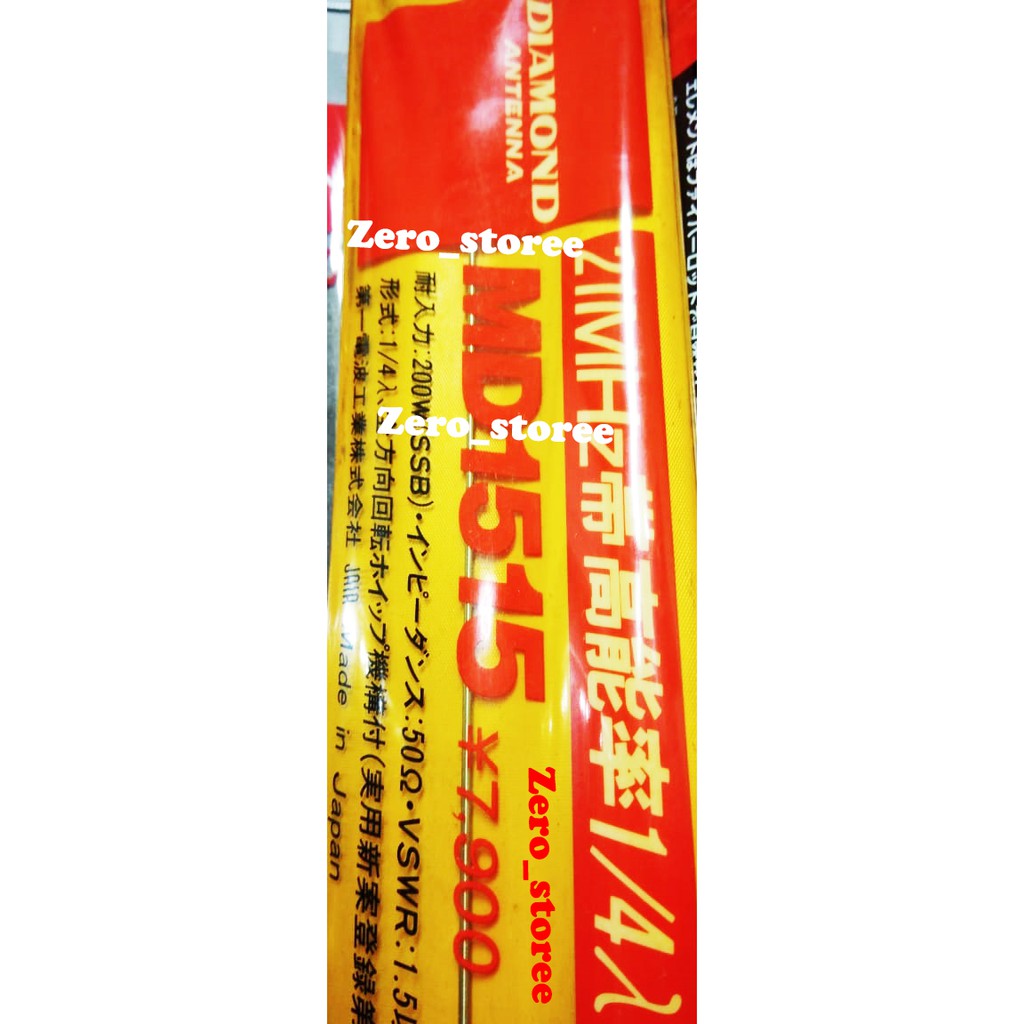 DIAMOND
ANTENNA
21MHz帯 高能率1/4λ
MD1515 ¥7,900
耐入力:200W(SSB)・インピーダンス:50Ω・VSWR:1.5以
形式:1/4λ、 方向回転ホイップ機構付(実用新案登録第
第一電波工業株式会社 JAIA Made in Japan
Zero_storee
Zero_storee
Zero_storee